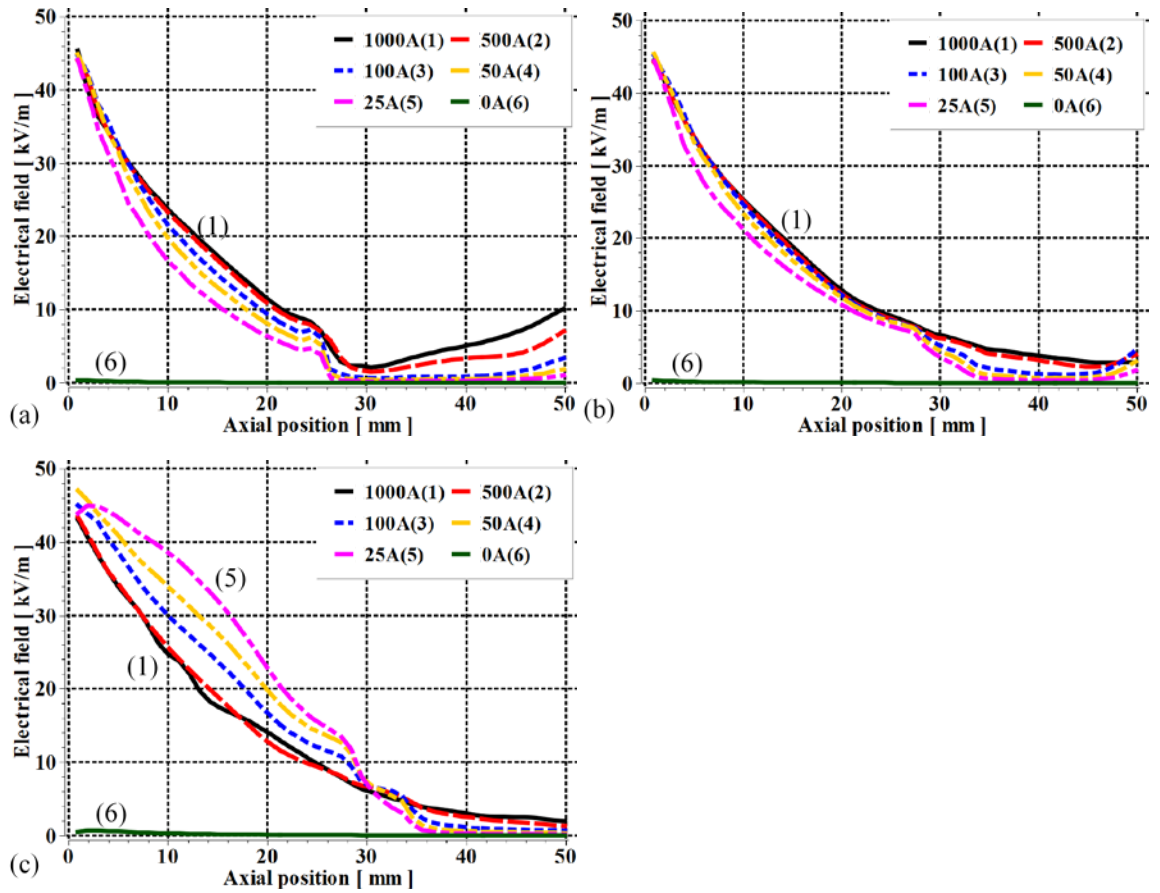 50
40
30
20
10
0
Electrical field [ kV/m ]
1000A(1) 500A(2)
100A(3) 50A(4)
25A(5) 0A(6)
(1)
(6)
0 10 20 30 40 50
Axial position [ mm ]
(a)
50
40
30
20
10
0
Electrical field [ kV/m ]
1000A(1) 500A(2)
100A(3) 50A(4)
25A(5) 0A(6)
(1)
(6)
0 10 20 30 40 50
Axial position [ mm ]
(b)
50
40
30
20
10
0
Electrical field [ kV/m ]
1000A(1) 500A(2)
100A(3) 50A(4)
25A(5) 0A(6)
(5)
(1)
(6)
0 10 20 30 40 50
Axial position [ mm ]
(c)